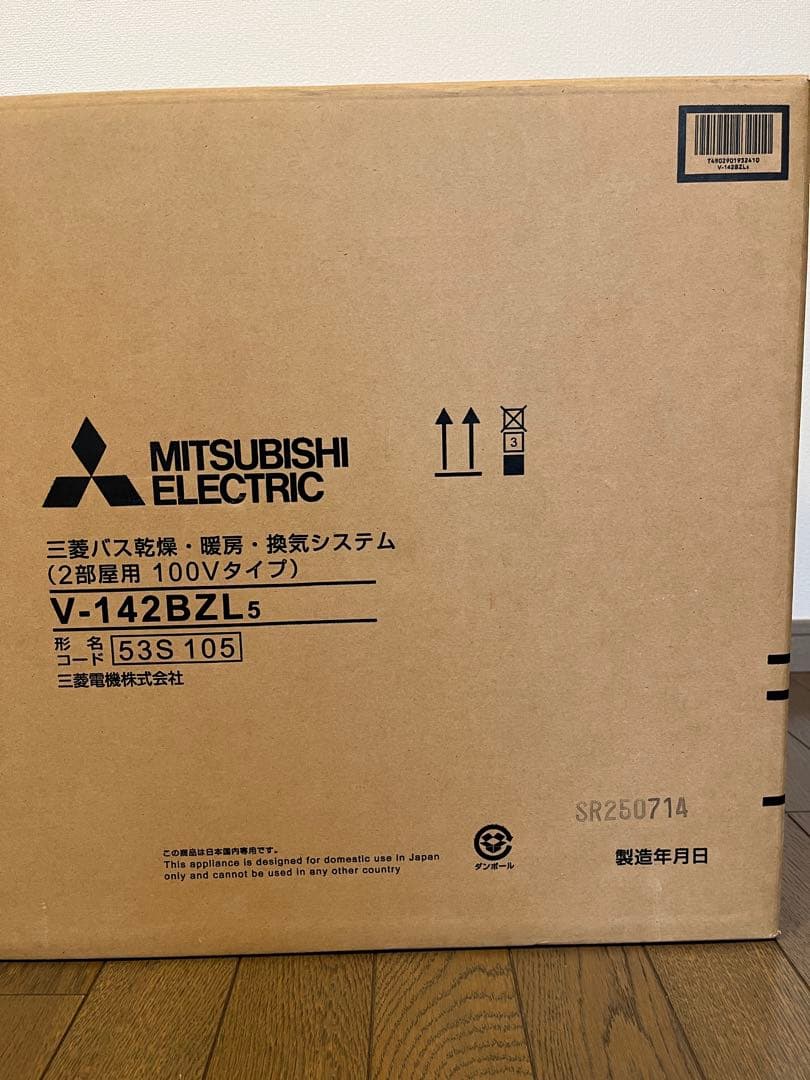 T4902901932410
V-142BZL5
MITSUBISHI
ELECTRIC
3
三菱バス乾燥・暖房・換気システム
(2部屋用 100Vタイプ)
V-142BZL5
形名
コード 53S 105
三菱電機株式会社
SR250714
製造年月日
この商品は日本国内専用です。
This appliance is designed for domestic use in Japan
only and cannot be used in any other country
ダンボール